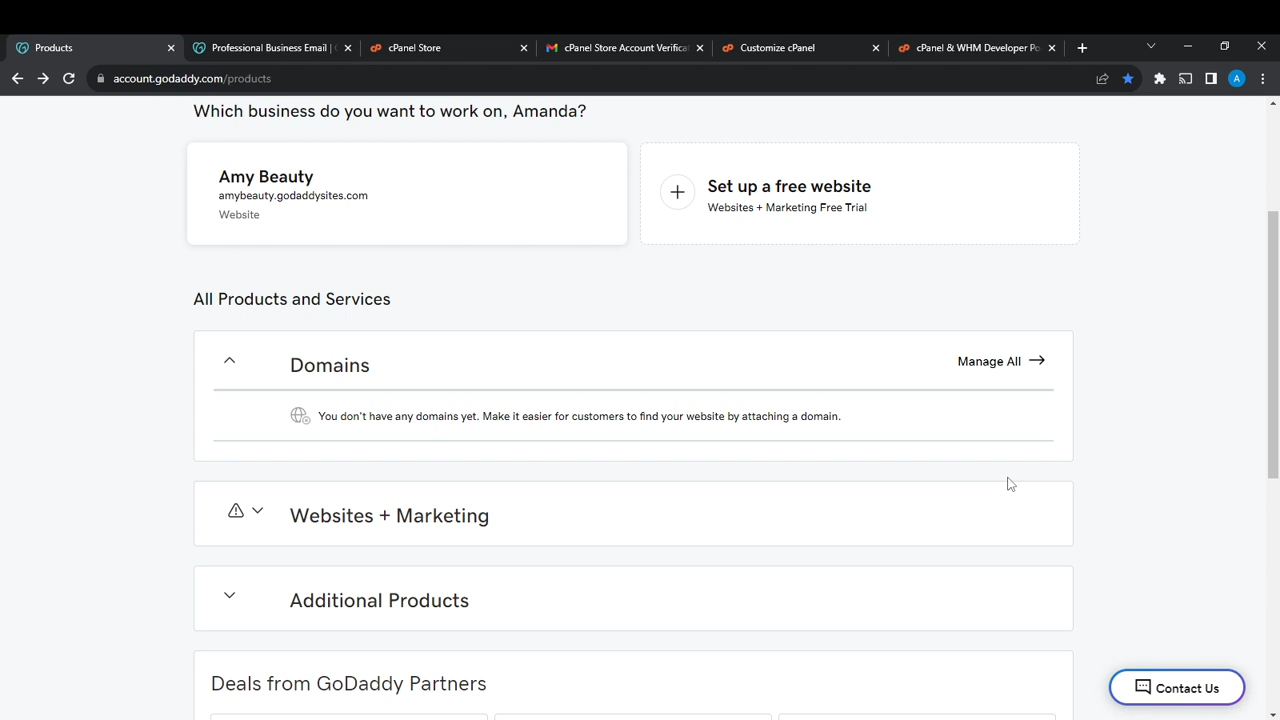 Products
Professional Business Email | G
cPanel Store
cPanel Store Account Verificat
Customize cPanel
cPanel & WHM Developer Po
account.godaddy.com/products
A
Which business do you want to work on, Amanda?
Amy Beauty
amybeauty.godaddysites.com
Website
Set up a free website
Websites + Marketing Free Trial
All Products and Services
Domains
Manage All
You don't have any domains yet. Make it easier for customers to find your website by attaching a domain.
Websites + Marketing
Additional Products
Deals from GoDaddy Partners
Contact Us